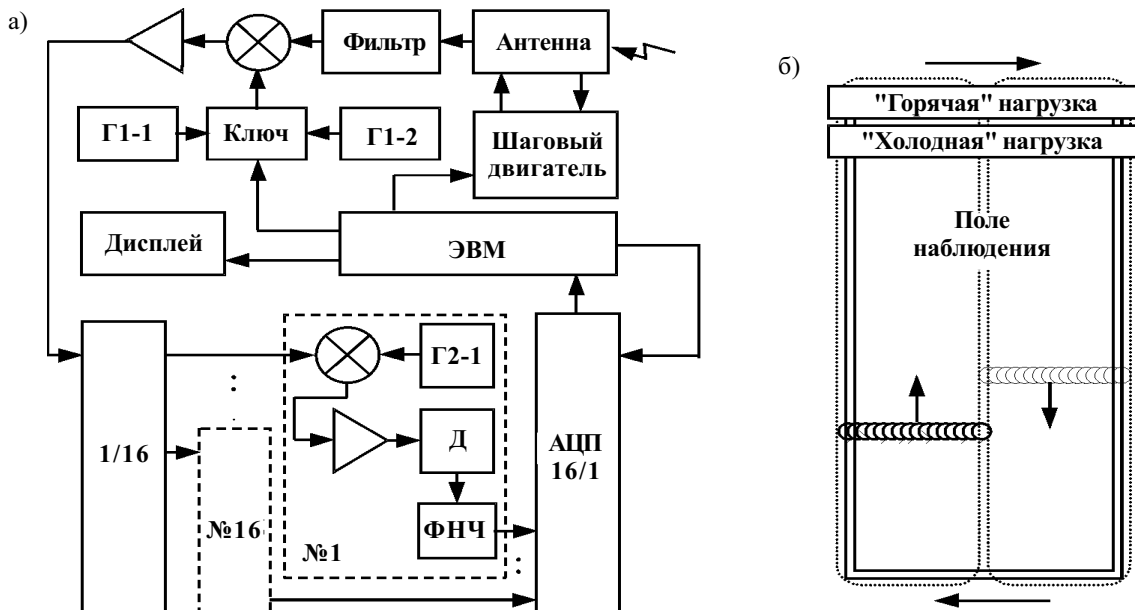 а)
Фильтр
Антенна
Г1-1
Ключ
Г1-2
Шаговый
двигатель
Дисплей
ЭВМ
Г2-1
1/16
Д
АЦП
16/1
№16
ФНЧ
№1
б)
"Горячая" нагрузка
"Холодная" нагрузка
Поле
наблюдения